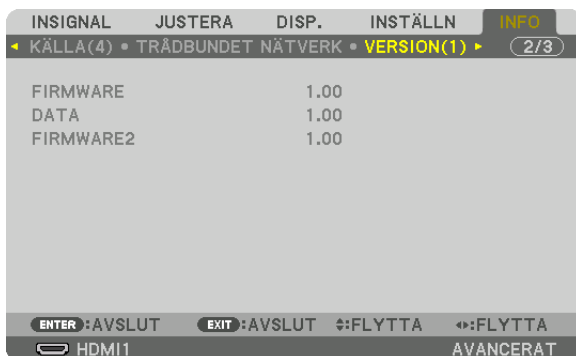 INSIGNAL JUSTERA DISP. INSTÄLLN INFO
◂ KÄLLA(4) • TRÅDBUNDET NÄTVERK • VERSION(1) ▸ 2/3
FIRMWARE 1.00
DATA 1.00
FIRMWARE2 1.00
ENTER :AVSLUT EXIT :AVSLUT ♦:FLYTTA ◂▸:FLYTTA
HDMI1 AVANCERAT